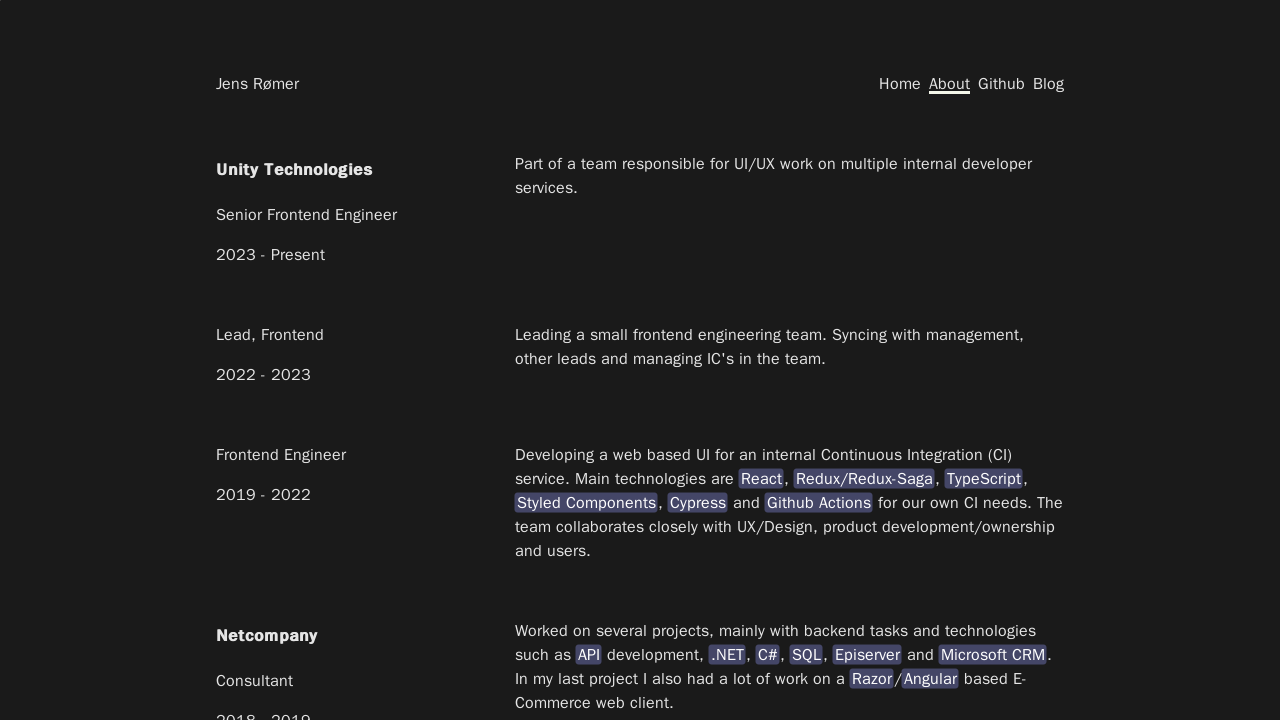 Jens Rømer
Home About Github Blog
Unity Technologies
Senior Frontend Engineer
2023 - Present
Part of a team responsible for UI/UX work on multiple internal developer
services.
Lead, Frontend
2022 - 2023
Leading a small frontend engineering team. Syncing with management,
other leads and managing IC's in the team.
Frontend Engineer
2019 - 2022
Developing a web based UI for an internal Continuous Integration (CI)
service. Main technologies are React, Redux/Redux-Saga, TypeScript,
Styled Components, Cypress and Github Actions for our own CI needs. The
team collaborates closely with UX/Design, product development/ownership
and users.
Netcompany
Consultant
2018 - 2019
Worked on several projects, mainly with backend tasks and technologies
such as API development, .NET, C#, SQL, Episerver and Microsoft CRM.
In my last project I also had a lot of work on a Razor/Angular based E-
Commerce web client.